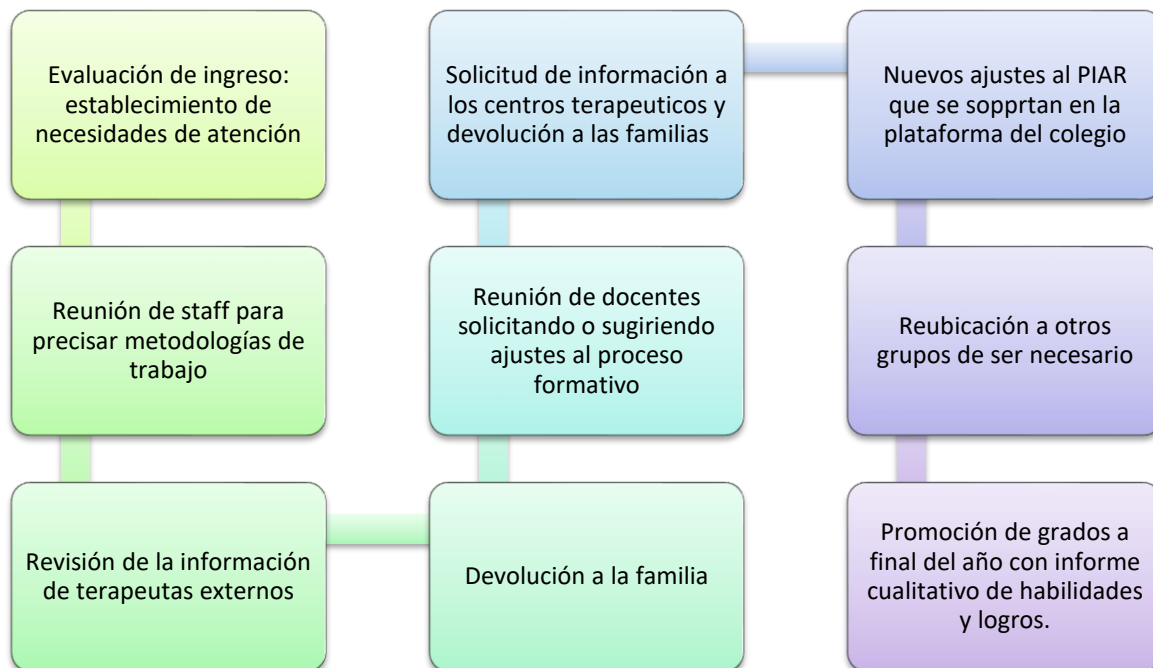 Evaluación de ingreso:
establecimiento de
necesidades de atención
Reunión de staff para
precisar metodologías de
trabajo
Revisión de la información
de terapeutas externos
Devolución a la familia
Reunión de docentes
solicitando o sugiriendo
ajustes al proceso
formativo
Solicitud de información a
los centros terapeuticos y
devolución a las familias
Nuevos ajustes al PIAR
que se sopprtan en la
plataforma del colegio
Reubicación a otros
grupos de ser necesario
Promoción de grados a
final del año con informe
cualitativo de habilidades
y logros.